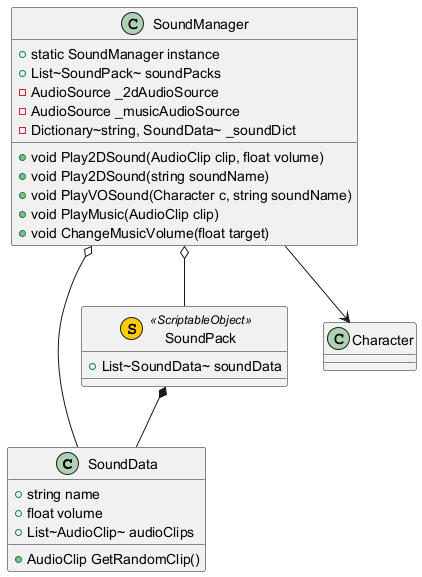 C SoundManager
static SoundManager instance
List~SoundPack~ soundPacks
AudioSource _2dAudioSource
AudioSource _musicAudioSource
Dictionary~string, SoundData~ _soundDict
void Play2DSound(AudioClip clip, float volume)
void Play2DSound(string soundName)
void PlayVOSound(Character c, string soundName)
void PlayMusic(AudioClip clip)
void ChangeMusicVolume(float target)
«ScriptableObject»
S SoundPack
List~SoundData~ soundData
C Character
C SoundData
string name
float volume
List~AudioClip~ audioClips
AudioClip GetRandomClip()